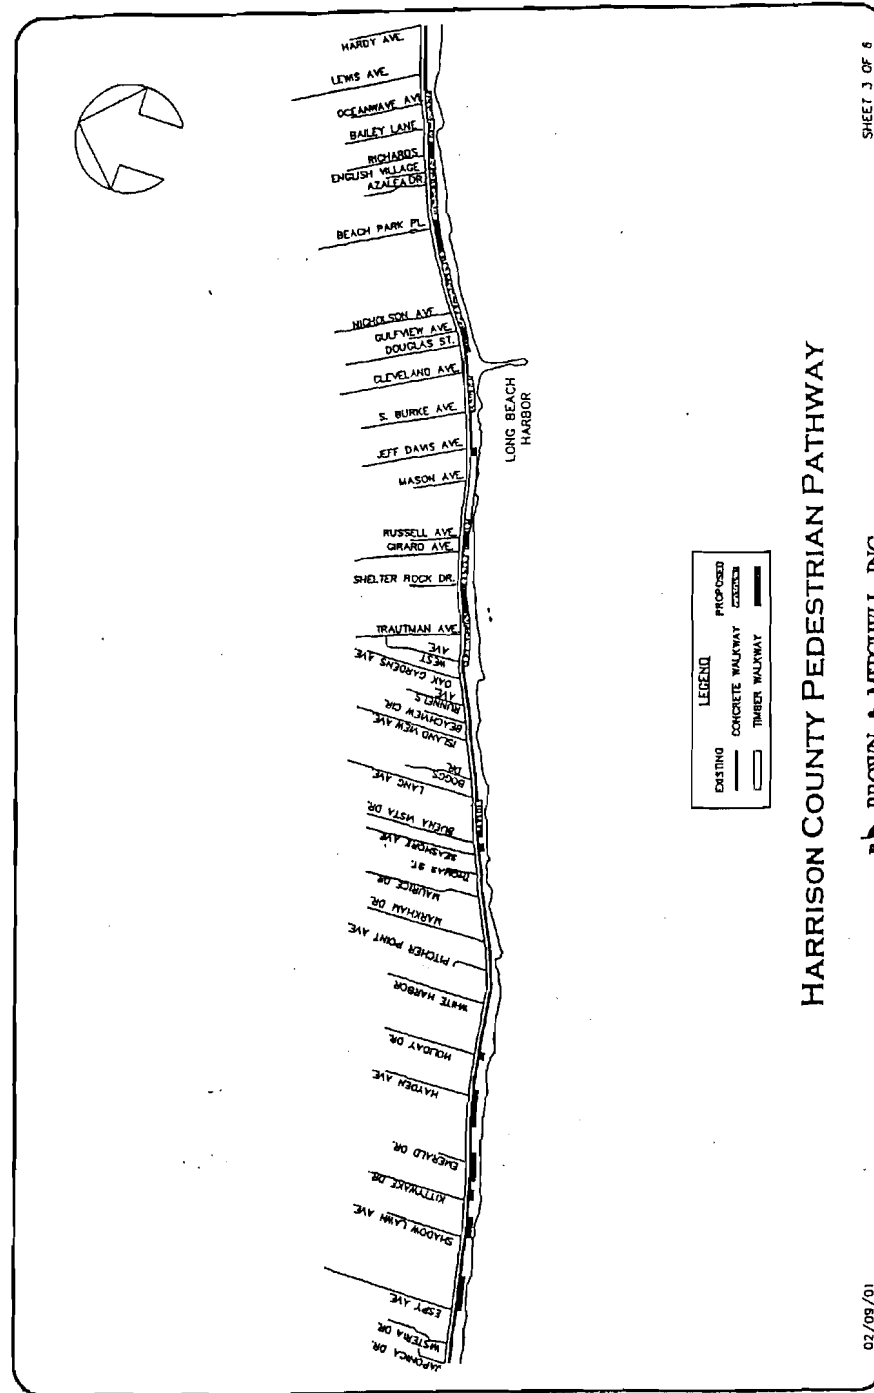 HARDY AVE.
LEWIS AVE.
OCEANWAVE AVE.
BAILEY LANE
RICHARDS
ENGLISH VILLAGE
AZALEA DR.
BEACH PARK PL.
NICHOLSON AVE.
GULFVIEW AVE.
DOUGLAS ST.
CLEVELAND AVE.
S. BURKE AVE.
JEFF DAVIS AVE.
MASON AVE.
RUSSELL AVE.
GIRARD AVE.
SHELTER ROCK DR.
TRAUTMAN AVE.
WEST
AVE.
OAK GARDENS AVE.
RUNNELS
AVE.
BEACHVIEW CIR.
ISLAND VIEW AVE.
BOGGS
DR.
LANG AVE.
BUENA VISTA DR.
SEASHORE AVE.
THOMAS ST.
MAURICE DR.
MARKHAM DR.
PITCHER POINT AVE.
WHITE HARBOR
HOLIDAY DR.
HAYDEN AVE.
EMERALD DR.
KITTYWAKE DR.
SHADOW LAWN AVE.
ESPY AVE.
WISTERIA DR.
JAPONICA DR.
LONG BEACH
HARBOR
LEGEND
EXISTING PROPOSED
CONCRETE WALKWAY
TIMBER WALKWAY
HARRISON COUNTY PEDESTRIAN PATHWAY
02/09/01
SHEET 3 OF 6